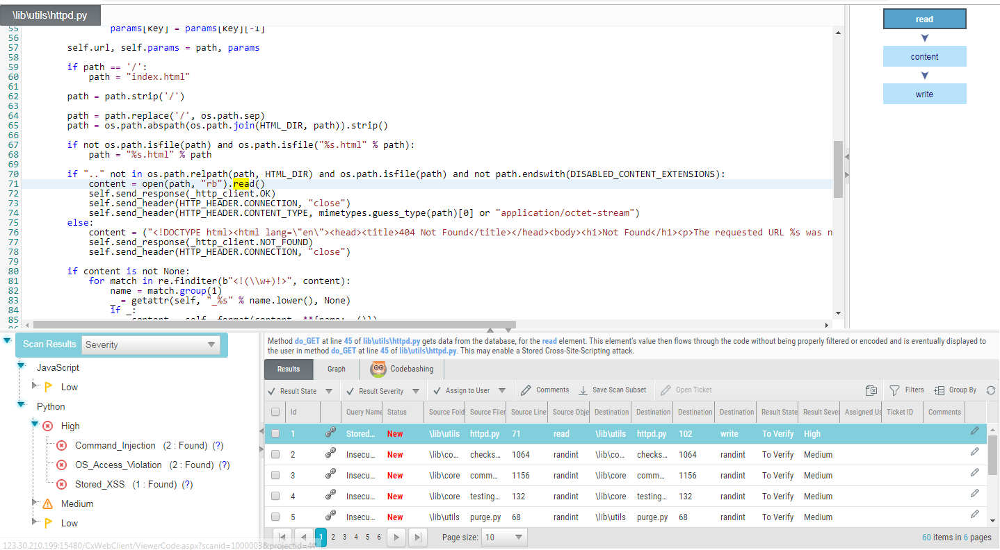 \lib\utils\httpd.py
55 params[key] = params[key][-1]
56
57 self.url, self.params = path, params
58
59 if path == '/':
60 path = "index.html"
61
62 path = path.strip('/')
63
64 path = path.replace('/', os.path.sep)
65 path = os.path.abspath(os.path.join(HTML_DIR, path)).strip()
66
67 if not os.path.isfile(path) and os.path.isfile("%s.html" % path):
68 path = "%s.html" % path
69
70 if ".." not in os.path.relpath(path, HTML_DIR) and os.path.isfile(path) and not path.endswith(DISABLED_CONTENT_EXTENSIONS):
71 content = open(path, "rb").read()
72 self.send_response(_http_client.OK)
73 self.send_header(HTTP_HEADER.CONNECTION, "close")
74 self.send_header(HTTP_HEADER.CONTENT_TYPE, mimetypes.guess_type(path)[0] or "application/octet-stream")
75 else:
76 content = ("<!DOCTYPE html><html lang=\"en\"><head><title>404 Not Found</title></head><body><h1>Not Found</h1><p>The requested URL %s was n
77 self.send_response(_http_client.NOT_FOUND)
78 self.send_header(HTTP_HEADER.CONNECTION, "close")
79
80 if content is not None:
81 for match in re.finditer(b"<!(\\w+)!>", content):
82 name = match.group(1)
83 _ = getattr(self, "_%s" % name.lower(), None)
84 if _:
85 content = self._format(content, **{name: _()})
read
content
write
Scan Results Severity
JavaScript
Low
Python
High
Command_Injection (2 : Found) (?)
OS_Access_Violation (2 : Found) (?)
Stored_XSS (1 : Found) (?)
Medium
Low
Method do_GET at line 45 of lib\utils\httpd.py gets data from the database, for the read element. This element's value then flows through the code without being properly filtered or encoded and is eventually displayed to
the user in method do_GET at line 45 of lib\utils\httpd.py. This may enable a Stored Cross-Site-Scripting attack.
Results Graph Codebashing
Result State Result Severity Assign to User Comments Save Scan Subset Open Ticket Filters Group By
Id Query Name Status Source Fold Source Filen Source Line Source Obje Destination Destination Destination Destination Result State Result Sever Assigned Us Ticket ID Comments
1 Stored... New \lib\utils httpd.py 71 read \lib\utils httpd.py 102 write To Verify High
2 Insecu... New \lib\co... checks... 1064 randint \lib\co... checks... 1064 randint To Verify Medium
3 Insecu... New \lib\core comm... 1156 randint \lib\core comm... 1156 randint To Verify Medium
4 Insecu... New \lib\core testing... 132 randint \lib\core testing... 132 randint To Verify Medium
5 Insecu... New \lib\utils purge.py 68 randint \lib\utils purge.py 68 randint To Verify Medium
1 2 3 4 5 6 Page size: 10 60 items in 6 pages
123.30.210.199:15480/CxWebClient/ViewerCode.aspx?scanid=1000003&projectid=4#